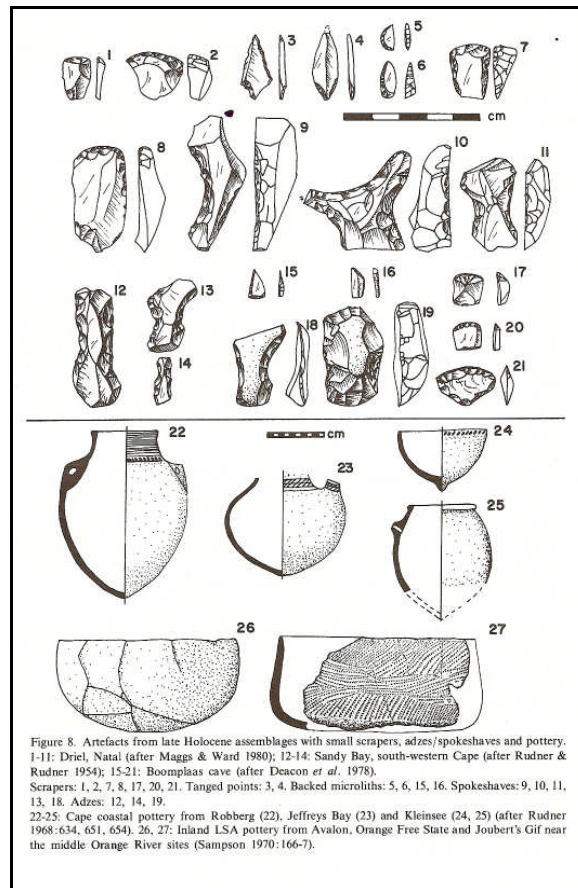 1 2 3 4 5 6 7
cm
8 9 10 11
12 13 14 15 16 17 18 19 20 21
22 cm 23 24 25
26 27
Figure 8. Artefacts from late Holocene assemblages with small scrapers, adzes/spokeshaves and pottery.
1-11: Driel, Natal (after Maggs & Ward 1980); 12-14: Sandy Bay, south-western Cape (after Rudner &
Rudner 1954); 15-21: Boomplaas cave (after Deacon et al. 1978).
Scrapers: 1, 2, 7, 8, 17, 20, 21. Tanged points: 3, 4. Backed microliths: 5, 6, 15, 16. Spokeshaves: 9, 10, 11,
13, 18. Adzes: 12, 14, 19.
22-25: Cape coastal pottery from Robberg (22), Jeffreys Bay (23) and Kleinsee (24, 25) (after Rudner
1968:634, 651, 654). 26, 27: Inland LSA pottery from Avalon, Orange Free State and Joubert's Gif near
the middle Orange River sites (Sampson 1970:166-7).